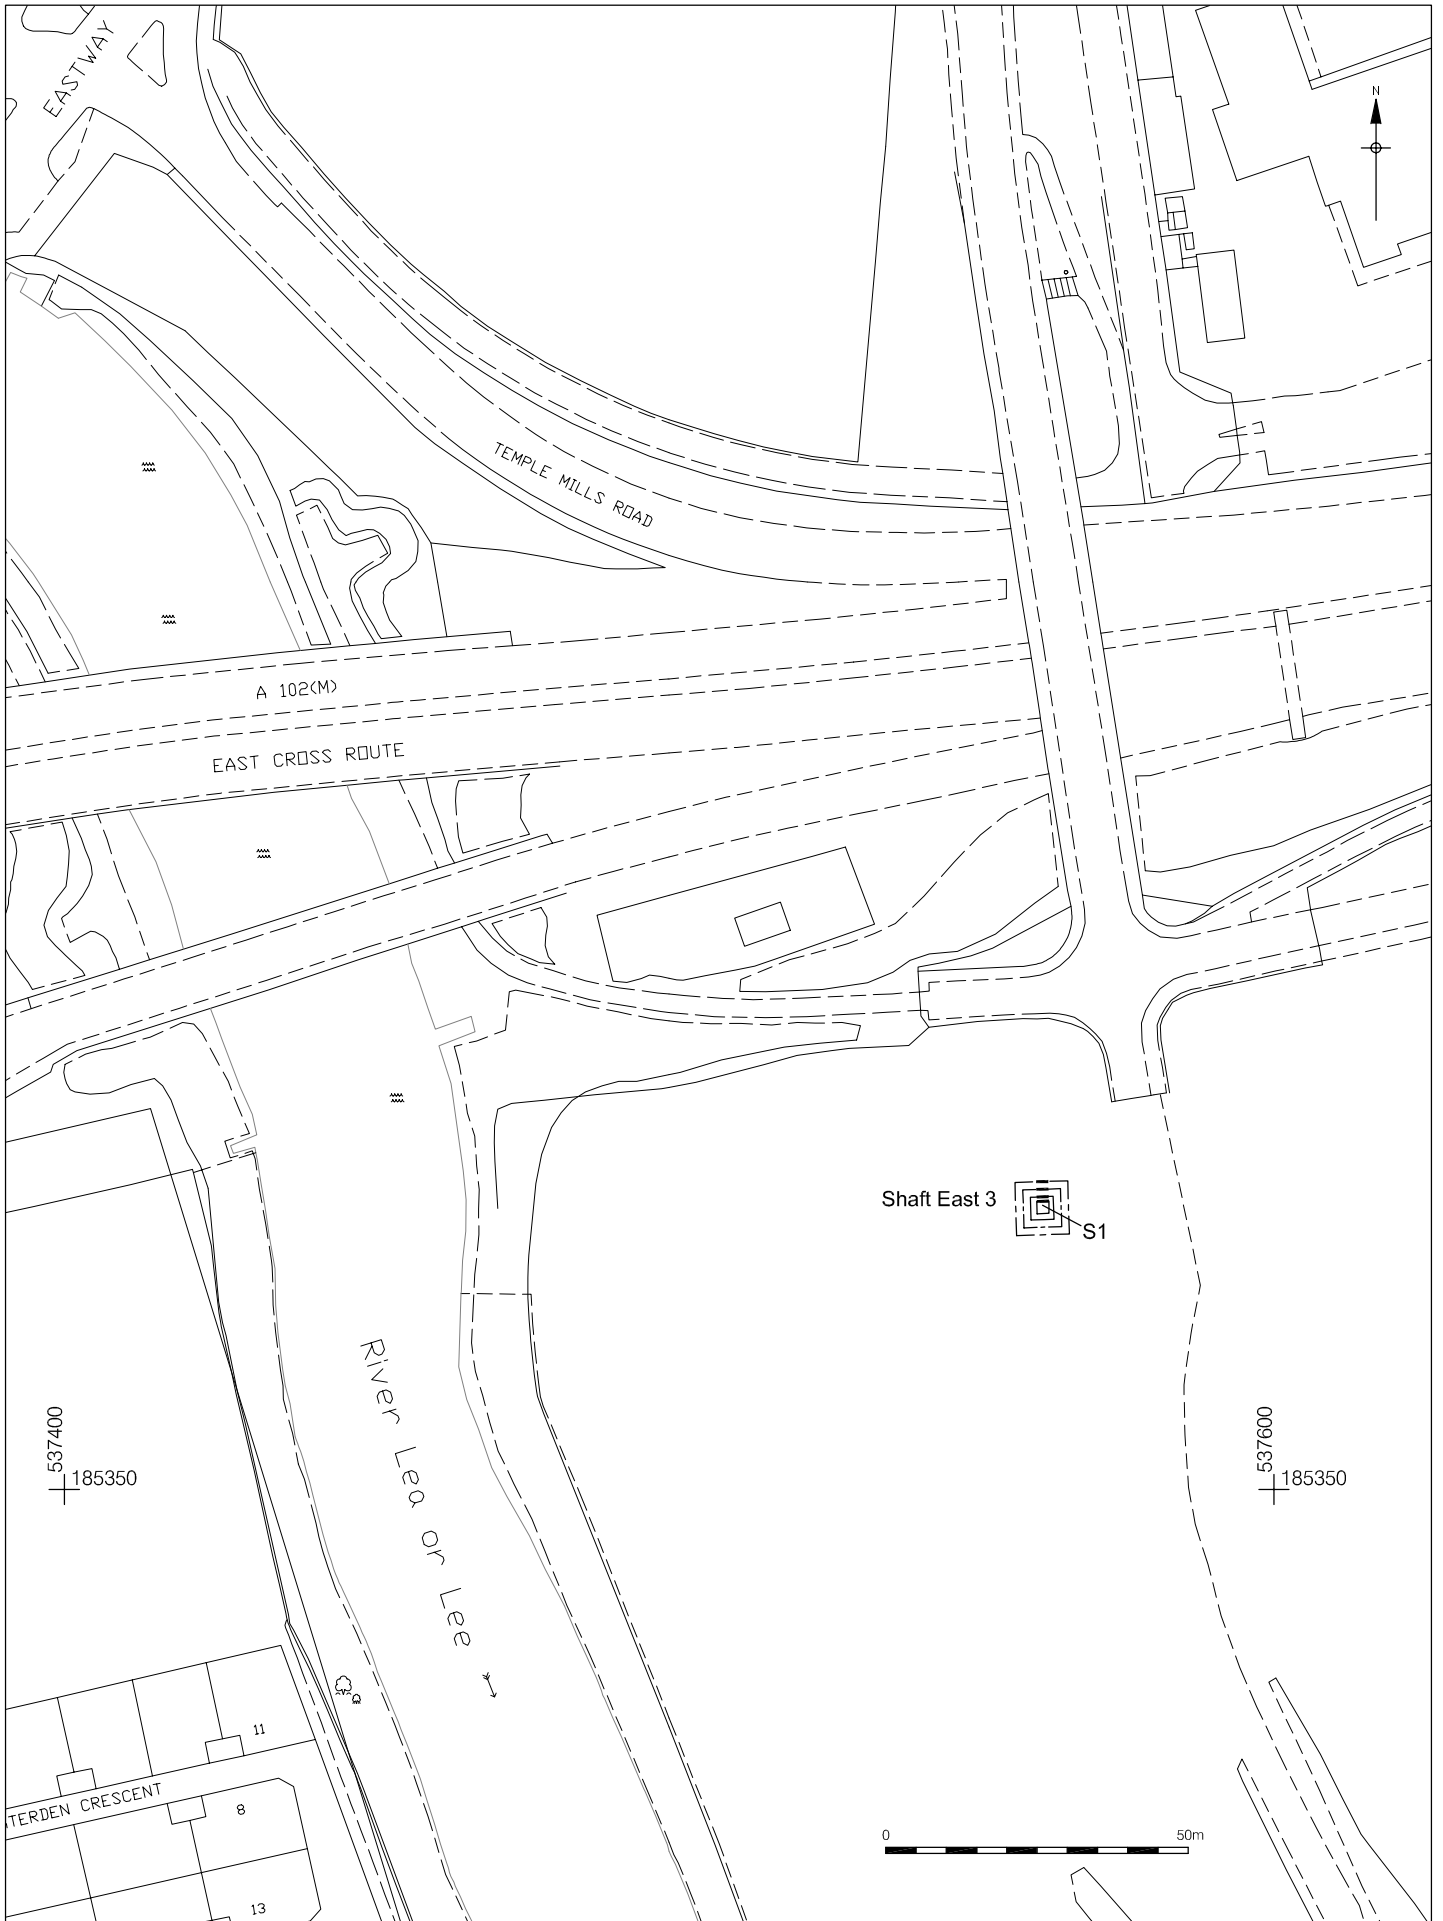 EASTWAY
N
TEMPLE MILLS ROAD
A 102(M)
EAST CROSS ROUTE
Shaft East 3
S1
River Lea or Lee
537400
185350
537600
185350
11
TERDEN CRESCENT
8
13
0
50m